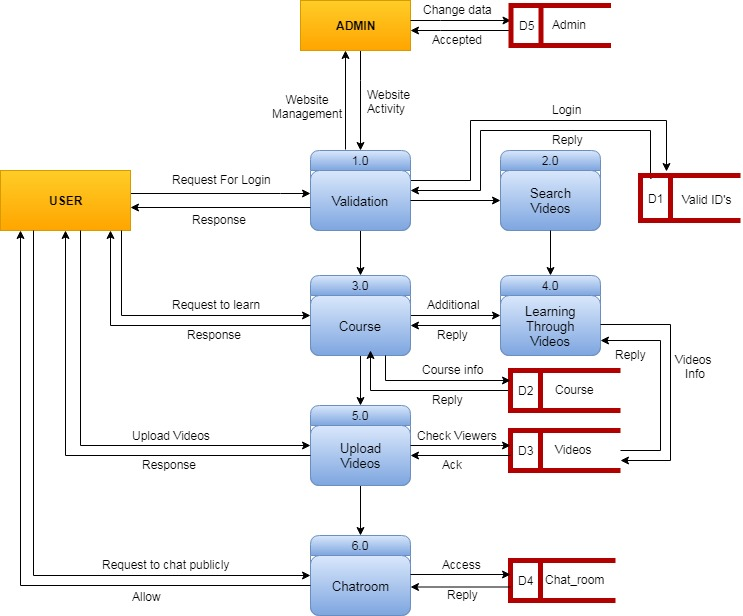 Change data
ADMIN
D5
Admin
Accepted
Website
Management
Website
Activity
Login
Reply
1.0
Validation
2.0
Search
Videos
Request For Login
USER
Response
D1
Valid ID's
3.0
Course
4.0
Learning
Through
Videos
Request to learn
Response
Additional
Reply
Reply
Videos
Info
Course info
Reply
D2
Course
5.0
Upload
Videos
Upload Videos
Response
Check Viewers
Ack
D3
Videos
6.0
Chatroom
Request to chat publicly
Allow
Access
Reply
D4
Chat_room